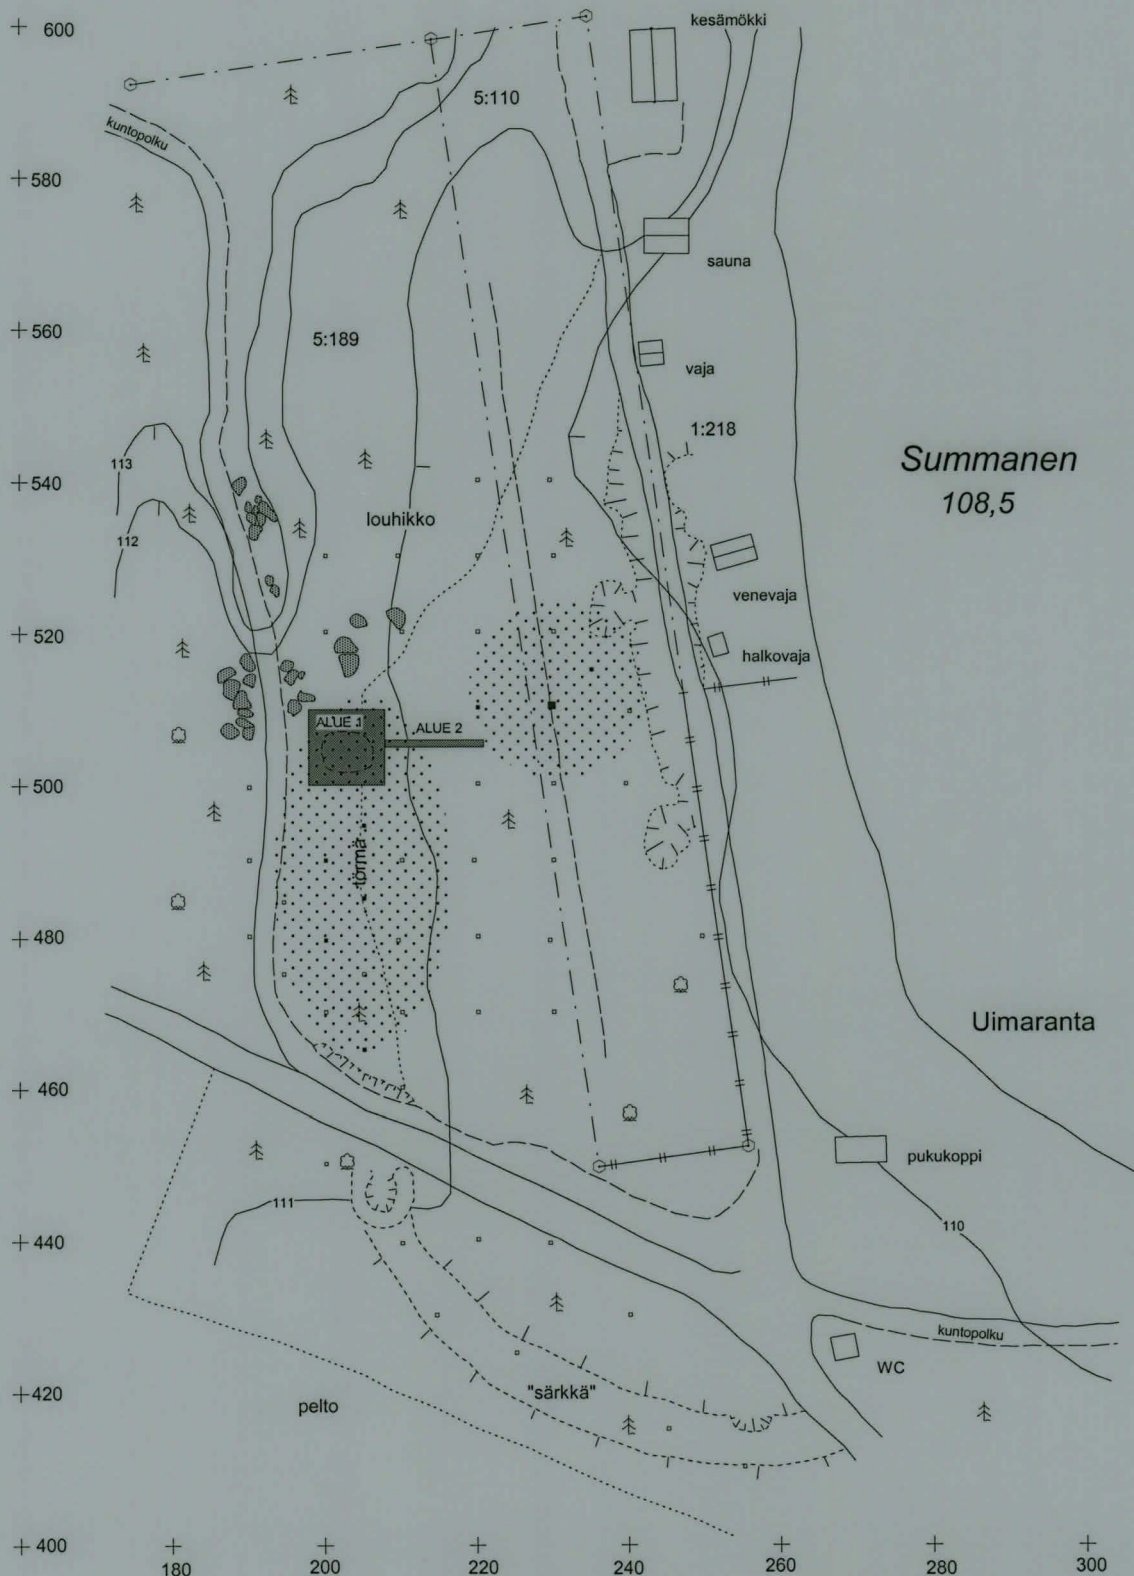 600
kesämökki
5:110
kuntopolku
580
sauna
560
5:189
vaja
1:218
Summanen
108,5
113
540
louhikko
112
venevaja
520
halkovaja
ALUE 1
ALUE 2
500
törmä
480
Uimaranta
460
pukukoppi
111
110
440
kuntopolku
WC
420
"särkkä"
pelto
400
180
200
220
240
260
280
300